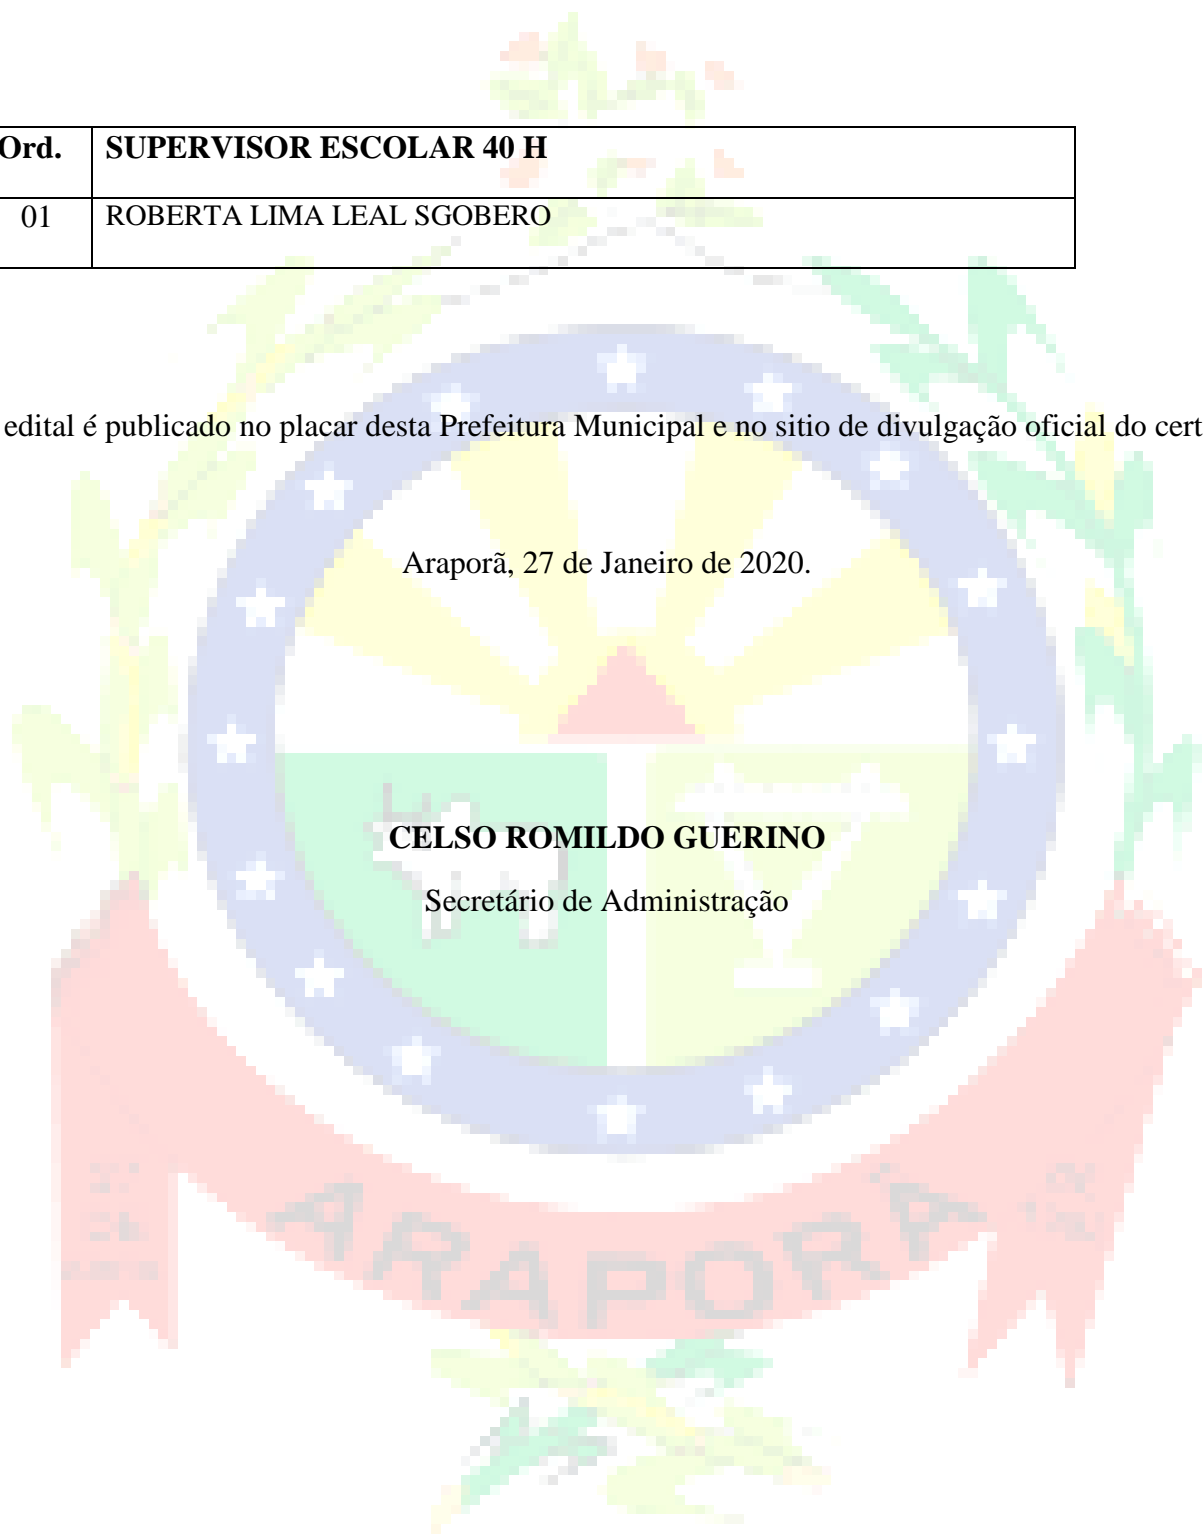 Ord. SUPERVISOR ESCOLAR 40 H
01 ROBERTA LIMA LEAL SGOBERO
edital é publicado no placar desta Prefeitura Municipal e no sitio de divulgação oficial do cert
Araporã, 27 de Janeiro de 2020.
CELSO ROMILDO GUERINO
Secretário de Administração
ARAPORÃ